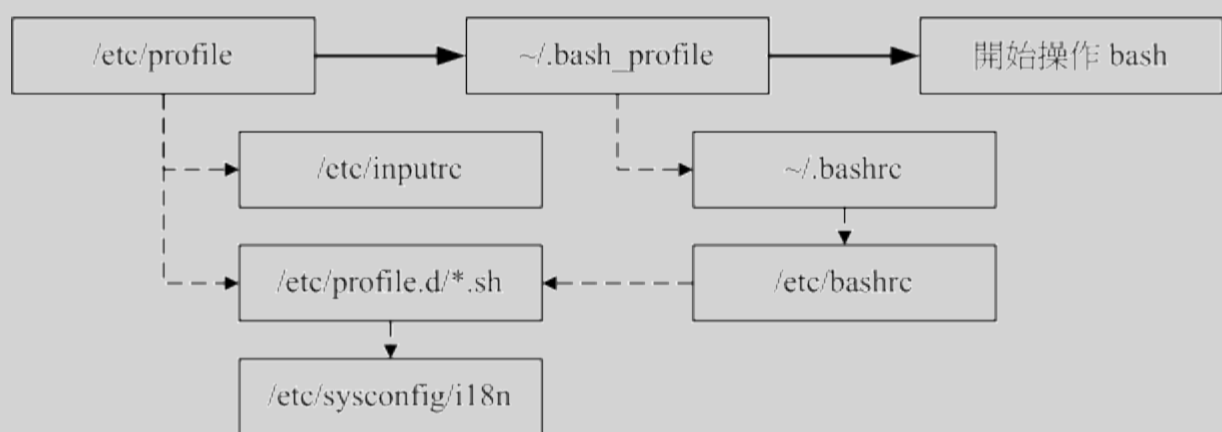 /etc/profile
~/.bash_profile
開始操作 bash
/etc/inputrc
~/.bashrc
/etc/profile.d/*.sh
/etc/bashrc
/etc/sysconfig/i18n